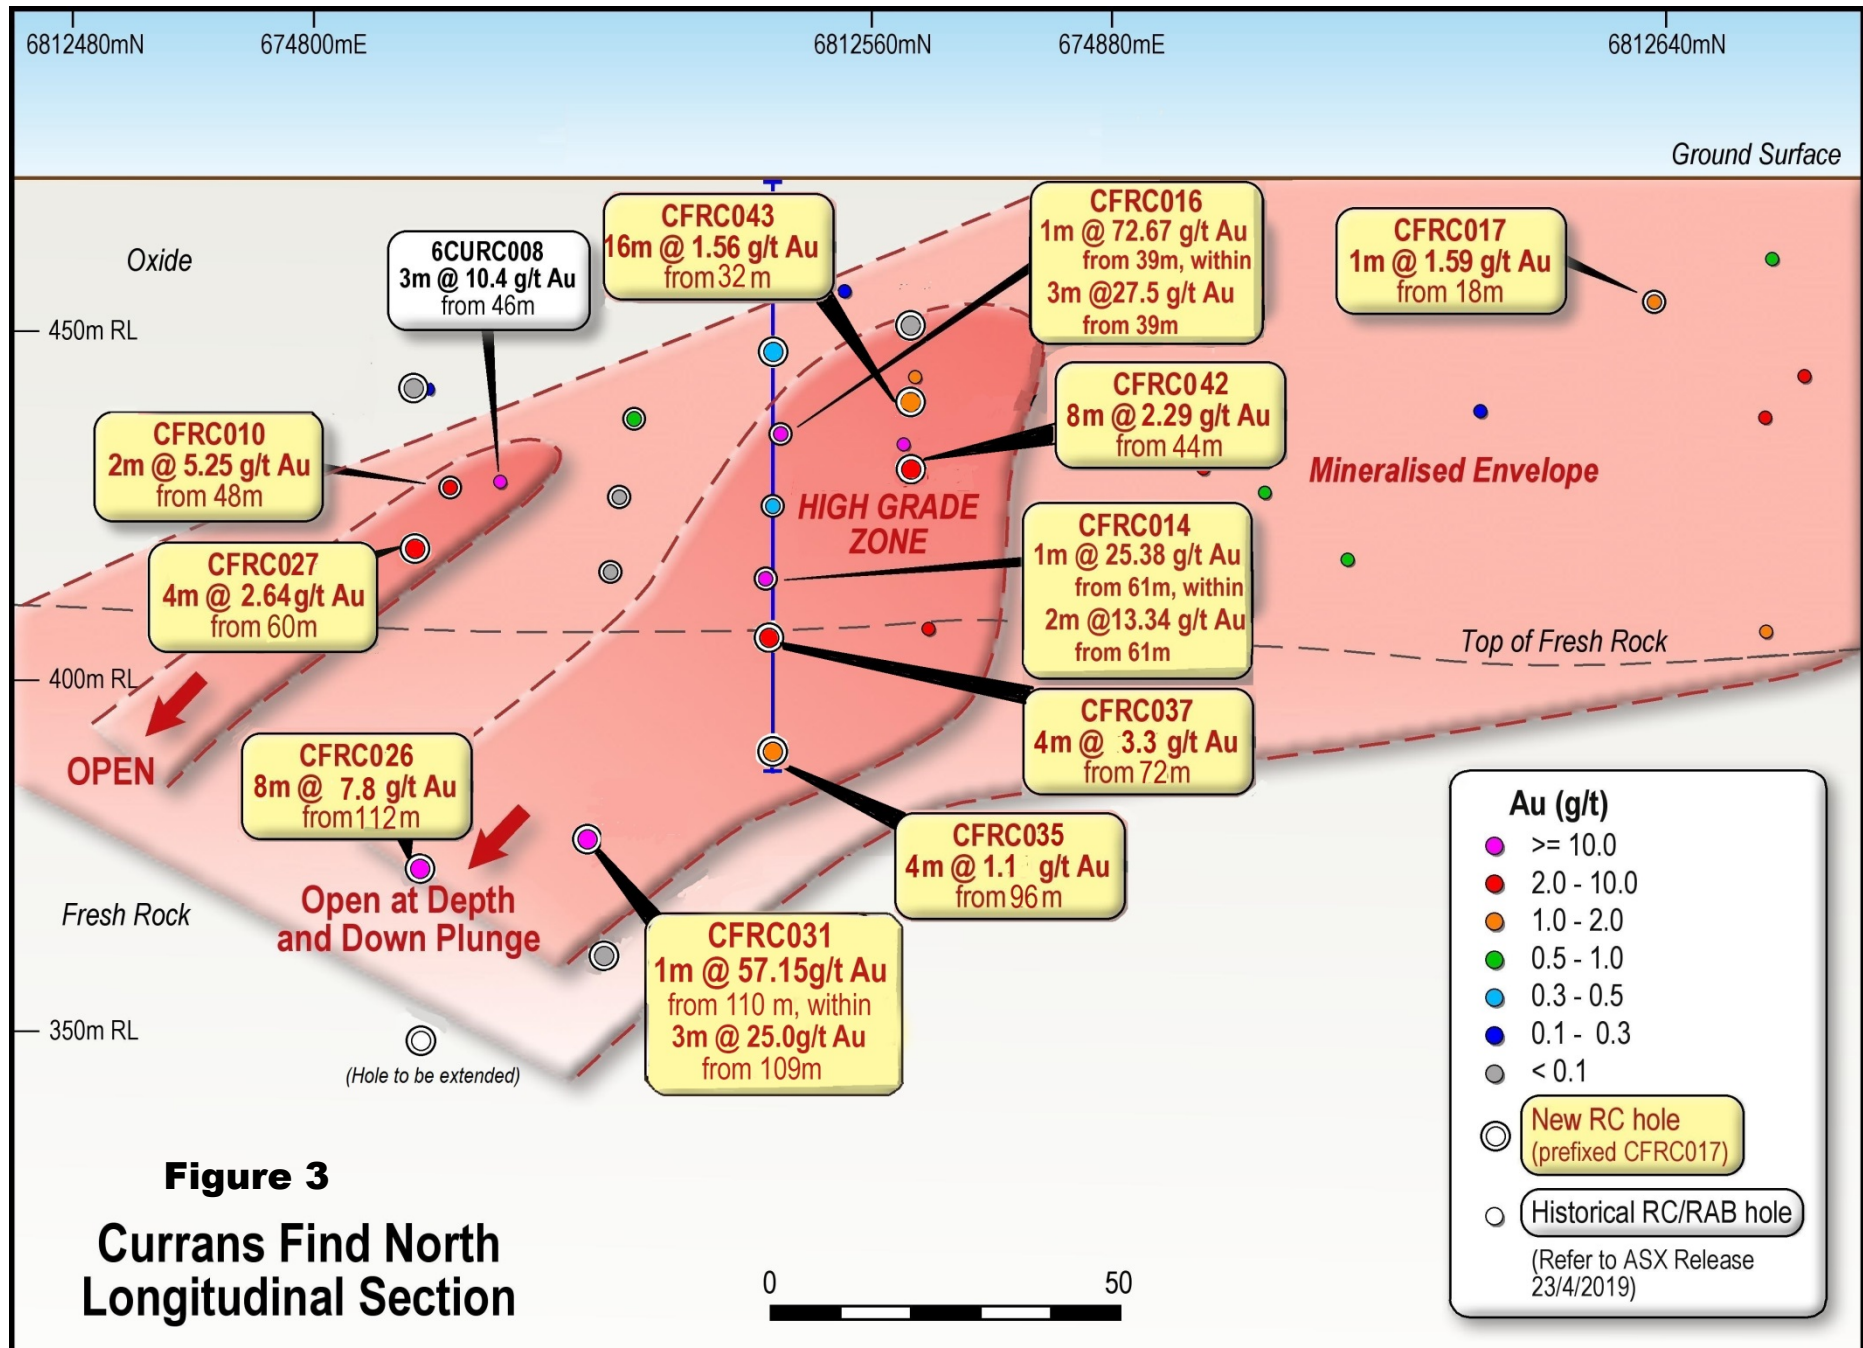 6812480mN
674800mE
6812560mN
674880mE
6812640mN
Ground Surface
Oxide
6CURC008
3m @ 10.4 g/t Au
from 46m
CFRC043
16m @ 1.56 g/t Au
from 32 m
CFRC016
1m @ 72.67 g/t Au
from 39m, within
3m @27.5 g/t Au
from 39m
CFRC017
1m @ 1.59 g/t Au
from 18m
450m RL
CFRC042
8m @ 2.29 g/t Au
from 44m
CFRC010
2m @ 5.25 g/t Au
from 48m
Mineralised Envelope
HIGH GRADE
ZONE
CFRC014
1m @ 25.38 g/t Au
from 61m, within
2m @13.34 g/t Au
from 61m
CFRC027
4m @ 2.64g/t Au
from 60m
Top of Fresh Rock
400m RL
CFRC037
4m @ 3.3 g/t Au
from 72m
OPEN
CFRC026
8m @ 7.8 g/t Au
from 112 m
CFRC035
4m @ 1.1 g/t Au
from 96 m
Open at Depth
and Down Plunge
Fresh Rock
CFRC031
1m @ 57.15g/t Au
from 110 m, within
3m @ 25.0g/t Au
from 109m
350m RL
(Hole to be extended)
Au (g/t)
>= 10.0
2.0 - 10.0
1.0 - 2.0
0.5 - 1.0
0.3 - 0.5
0.1 - 0.3
< 0.1
New RC hole
(prefixed CFRC017)
Historical RC/RAB hole
(Refer to ASX Release
23/4/2019)
Figure 3
Currans Find North
Longitudinal Section
0
50